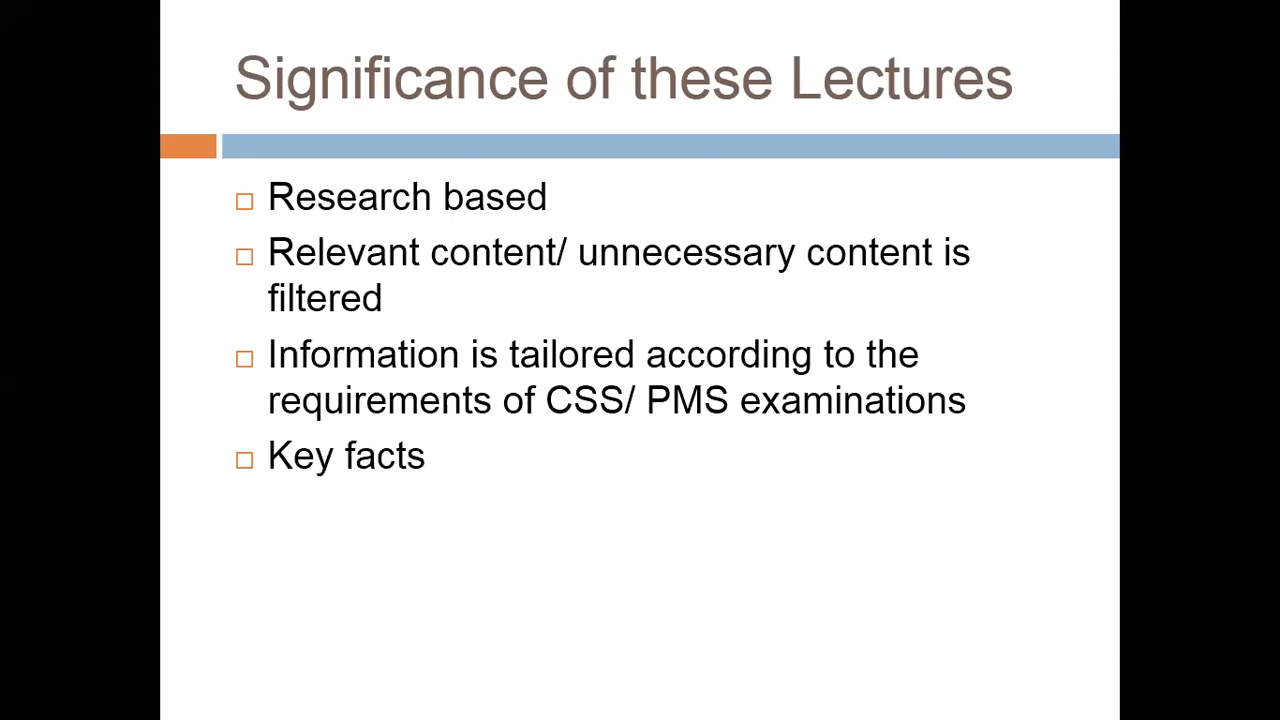 Significance of these Lectures
Research based
Relevant content/ unnecessary content is
filtered
Information is tailored according to the
requirements of CSS/ PMS examinations
Key facts